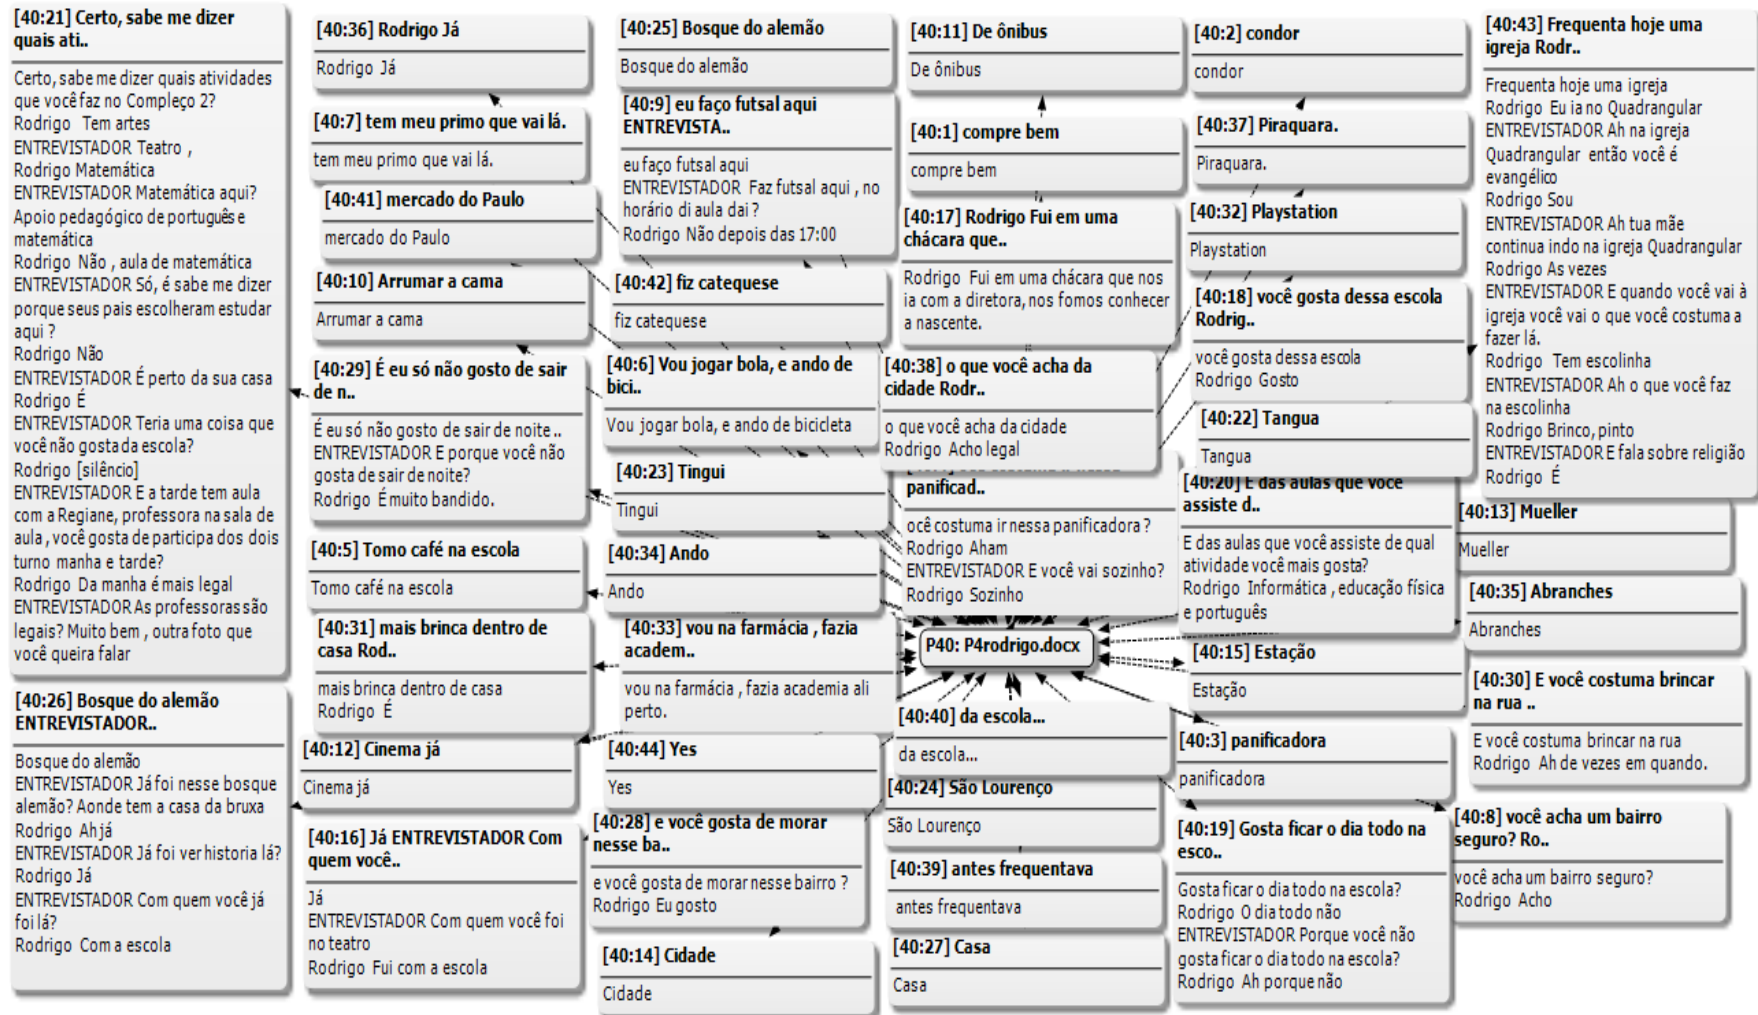 [40:21] Certo, sabe me dizer
quais ati..
Certo, sabe me dizer quais atividades
que você faz no Compleço 2?
Rodrigo Tem artes
ENTREVISTADOR Teatro ,
Rodrigo Matemática
ENTREVISTADOR Matemática aqui?
Apoio pedagógico de português e
matemática
Rodrigo Não , aula de matemática
ENTREVISTADOR Só, é sabe me dizer
porque seus pais escolheram estudar
aqui ?
Rodrigo Não
ENTREVISTADOR É perto da sua casa
Rodrigo É
ENTREVISTADOR Teria uma coisa que
você não gosta da escola?
Rodrigo [silêncio]
ENTREVISTADOR E a tarde tem aula
com a Regiane, professora na sala de
aula , você gosta de participa dos dois
turno manha e tarde?
Rodrigo Da manha é mais legal
ENTREVISTADOR As professoras são
legais? Muito bem , outra foto que
você queira falar
[40:26] Bosque do alemão
ENTREVISTADOR..
Bosque do alemão
ENTREVISTADOR Já foi nesse bosque
alemão? Aonde tem a casa da bruxa
Rodrigo Ah já
ENTREVISTADOR Já foi ver historia lá?
Rodrigo Já
ENTREVISTADOR Com quem você já
foi lá?
Rodrigo Com a escola
[40:36] Rodrigo Já
Rodrigo Já
[40:7] tem meu primo que vai lá.
tem meu primo que vai lá.
[40:41] mercado do Paulo
mercado do Paulo
[40:10] Arrumar a cama
Arrumar a cama
[40:29] É eu só não gosto de sair
de n..
É eu só não gosto de sair de noite ..
ENTREVISTADOR E porque você não
gosta de sair de noite?
Rodrigo É muito bandido.
[40:5] Tomo café na escola
Tomo café na escola
[40:31] mais brinca dentro de
casa Rod..
mais brinca dentro de casa
Rodrigo É
[40:12] Cinema já
Cinema já
[40:16] Já ENTREVISTADOR Com
quem você..
Já
ENTREVISTADOR Com quem você foi
no teatro
Rodrigo Fui com a escola
[40:25] Bosque do alemão
Bosque do alemão
[40:9] eu faço futsal aqui
ENTREVISTA..
eu faço futsal aqui
ENTREVISTADOR Faz futsal aqui , no
horário di aula dai ?
Rodrigo Não depois das 17:00
[40:42] fiz catequese
fiz catequese
[40:6] Vou jogar bola, e ando de
bici..
Vou jogar bola, e ando de bicicleta
[40:23] Tingui
Tingui
[40:34] Ando
Ando
[40:33] vou na farmácia , fazia
academ..
vou na farmácia , fazia academia ali
perto.
[40:44] Yes
Yes
[40:28] e você gosta de morar
nesse ba..
e você gosta de morar nesse bairro ?
Rodrigo Eu gosto
[40:14] Cidade
Cidade
[40:11] De ônibus
De ônibus
[40:1] compre bem
compre bem
[40:17] Rodrigo Fui em uma
chácara que..
Rodrigo Fui em uma chácara que nos
ia com a diretora, nos fomos conhecer
a nascente.
[40:38] o que você acha da
cidade Rodr..
o que você acha da cidade
Rodrigo Acho legal
panificad..
ocê costuma ir nessa panificadora ?
Rodrigo Aham
ENTREVISTADOR E você vai sozinho?
Rodrigo Sozinho
P40: P4rodrigo.docx
[40:40] da escola...
da escola...
[40:24] São Lourenço
São Lourenço
[40:39] antes frequentava
antes frequentava
[40:27] Casa
Casa
[40:2] condor
condor
[40:37] Piraquara.
Piraquara.
[40:32] Playstation
Playstation
[40:18] você gosta dessa escola
Rodrig..
você gosta dessa escola
Rodrigo Gosto
[40:22] Tangua
Tangua
[40:20] E das aulas que você
assiste d..
E das aulas que você assiste de qual
atividade você mais gosta?
Rodrigo Informática , educação física
e português
[40:15] Estação
Estação
[40:3] panificadora
panificadora
[40:19] Gosta ficar o dia todo na
esco..
Gosta ficar o dia todo na escola?
Rodrigo O dia todo não
ENTREVISTADOR Porque você não
gosta ficar o dia todo na escola?
Rodrigo Ah porque não
[40:43] Frequenta hoje uma
igreja Rodr..
Frequenta hoje uma igreja
Rodrigo Eu ia no Quadrangular
ENTREVISTADOR Ah na igreja
Quadrangular então você é
evangélico
Rodrigo Sou
ENTREVISTADOR Ah tua mãe
continua indo na igreja Quadrangular
Rodrigo As vezes
ENTREVISTADOR E quando você vai à
igreja você vai o que você costuma a
fazer lá.
Rodrigo Tem escolinha
ENTREVISTADOR Ah o que você faz
na escolinha
Rodrigo Brinco, pinto
ENTREVISTADOR E fala sobre religião
Rodrigo É
[40:13] Mueller
Mueller
[40:35] Abranches
Abranches
[40:30] E você costuma brincar
na rua ..
E você costuma brincar na rua
Rodrigo Ah de vezes em quando.
[40:8] você acha um bairro
seguro? Ro..
você acha um bairro seguro?
Rodrigo Acho